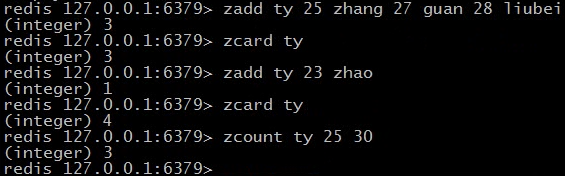 redis 127.0.0.1:6379> zadd ty 25 zhang 27 guan 28 liubei
(integer) 3
redis 127.0.0.1:6379> zcard ty
(integer) 3
redis 127.0.0.1:6379> zadd ty 23 zhao
(integer) 1
redis 127.0.0.1:6379> zcard ty
(integer) 4
redis 127.0.0.1:6379> zcount ty 25 30
(integer) 3
redis 127.0.0.1:6379>